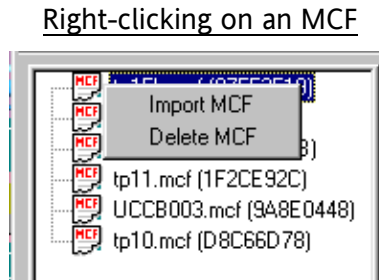 Right-clicking on an MCF
MCF
Import MCF
MCF
Delete MCF
MCF
MCF tp11.mcf (1F2CE92C)
MCF UCCB003.mcf (9A8E0448)
MCF tp10.mcf (D8C66D78)